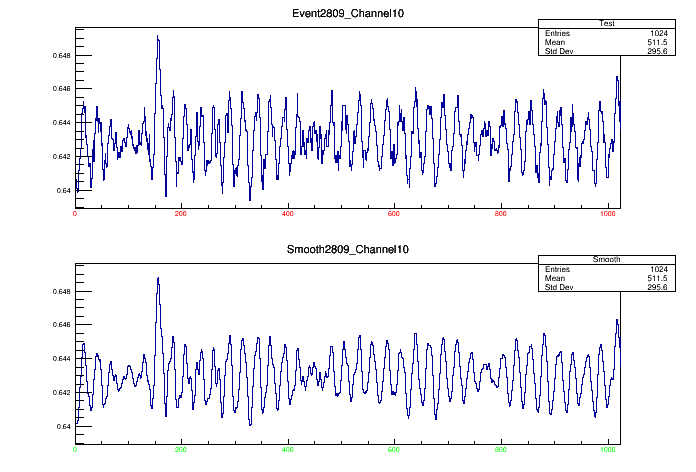 Event2809_Channel10
Test
Entries 1024
Mean 511.5
Std Dev 295.6
0.648
0.646
0.644
0.642
0.64
0 200 400 600 800 1000
Smooth2809_Channel10
Smooth
Entries 1024
Mean 511.5
Std Dev 295.6
0.648
0.646
0.644
0.642
0.64
0 200 400 600 800 1000